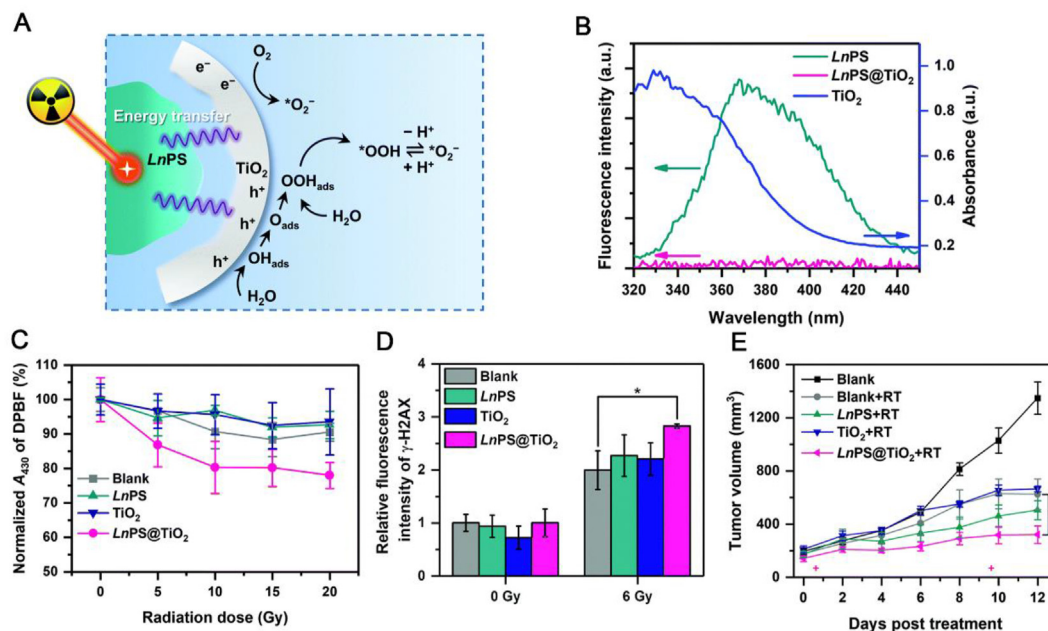 A
O₂
e⁻
e⁻
*O₂⁻
Energy transfer
LnPS
TiO₂
h⁺
h⁺
h⁺
− H⁺
*OOH ⇌ *O₂⁻
+ H⁺
OOHads
H₂O
Oads
OHads
H₂O
B
LnPS
LnPS@TiO₂
TiO₂
Fluorescence intensity (a.u.)
1.0
0.8
0.6
0.4
0.2
Absorbance (a.u.)
320 340 360 380 400 420 440
Wavelength (nm)
C
Normalized A₄₃₀ of DPBF (%)
110
100
90
80
70
60
50
Blank
LnPS
TiO₂
LnPS@TiO₂
0 5 10 15 20
Radiation dose (Gy)
D
Relative fluorescence
intensity of γ-H2AX
4
3
2
1
0
Blank
LnPS
TiO₂
LnPS@TiO₂
*
0 Gy 6 Gy
E
Tumor volume (mm³)
1600
1200
800
400
0
Blank
Blank+RT
LnPS+RT
TiO₂+RT
LnPS@TiO₂+RT
+ +
0 2 4 6 8 10 12
Days post treatment